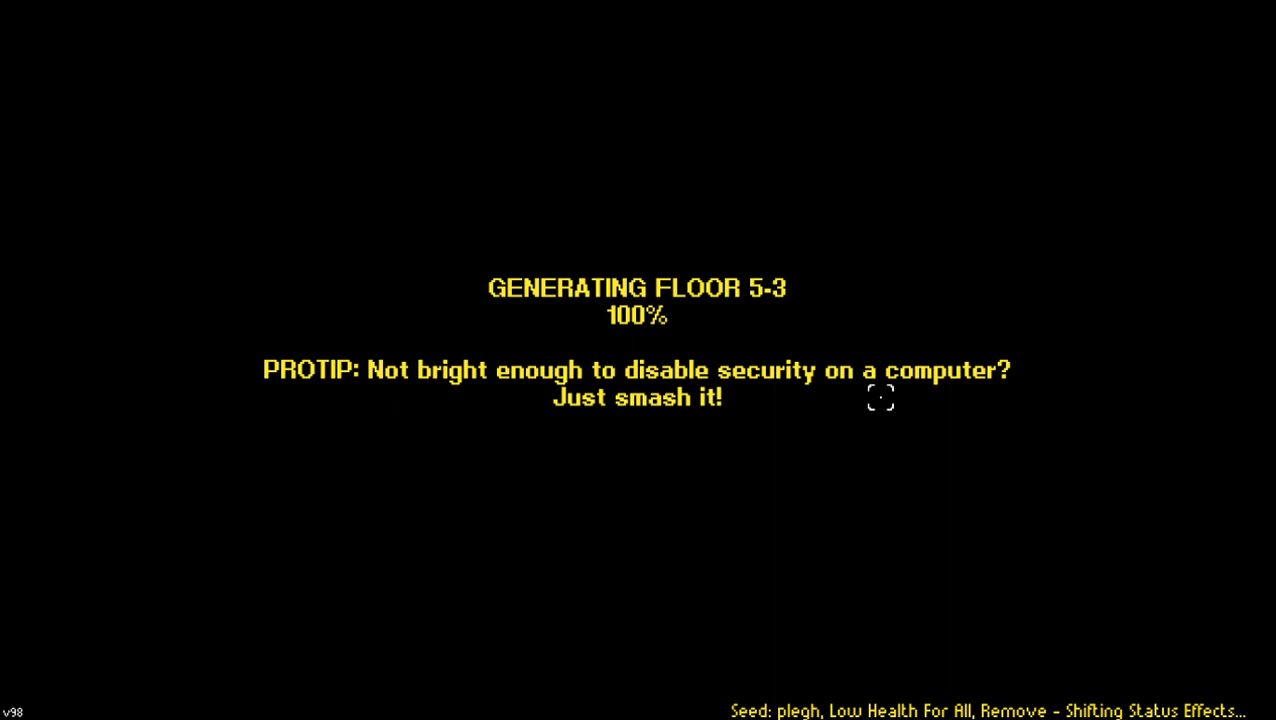 GENERATING FLOOR 5-3
100%
PROTIP: Not bright enough to disable security on a computer?
Just smash it!
v98
Seed: plegh, Low Health For All, Remove - Shifting Status Effects...